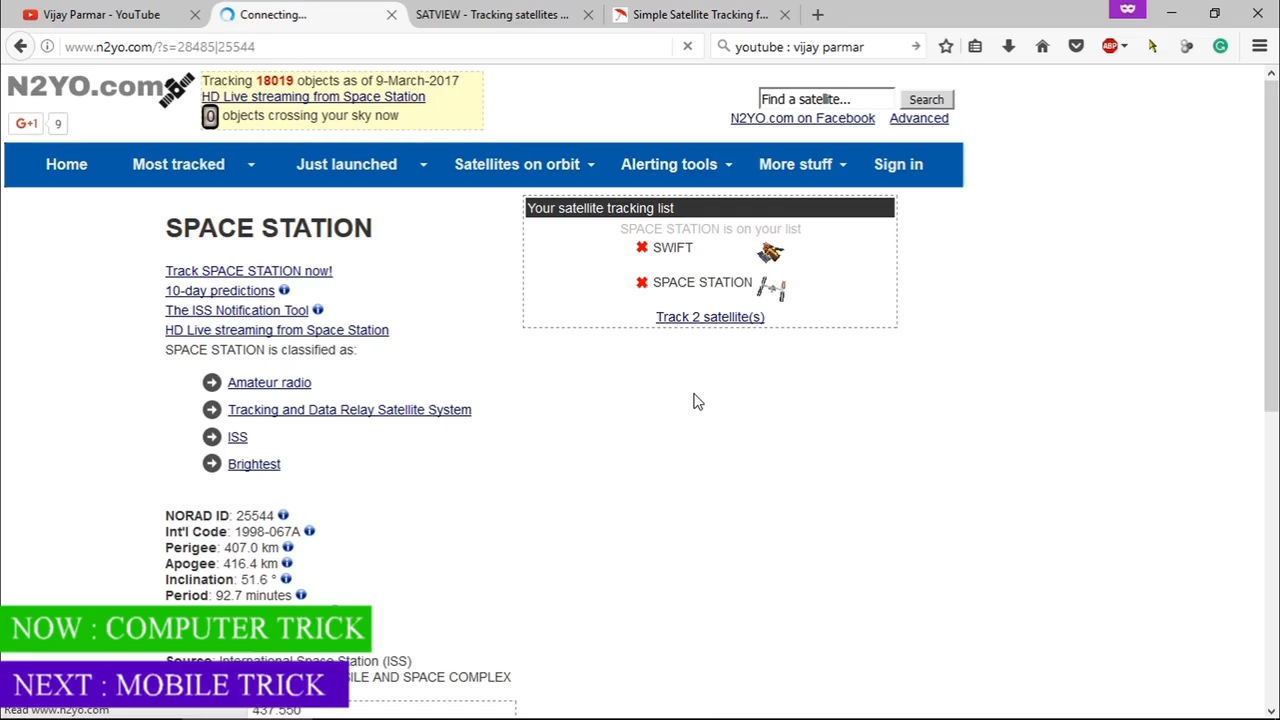 Vijay Parmar - YouTube
Connecting...
SATVIEW - Tracking satellites ...
Simple Satellite Tracking f...
www.n2yo.com/?s=28485|25544
youtube : vijay parmar
ABP
N2YO.com
Tracking 18019 objects as of 9-March-2017
HD Live streaming from Space Station
0 objects crossing your sky now
G+1 9
Find a satellite... Search
N2YO.com on Facebook Advanced
Home Most tracked Just launched Satellites on orbit Alerting tools More stuff Sign in
SPACE STATION
Track SPACE STATION now!
10-day predictions
The ISS Notification Tool
HD Live streaming from Space Station
SPACE STATION is classified as:
Amateur radio
Tracking and Data Relay Satellite System
ISS
Brightest
Your satellite tracking list
SPACE STATION is on your list
SWIFT
SPACE STATION
Track 2 satellite(s)
NORAD ID: 25544
Int'l Code: 1998-067A
Perigee: 407.0 km
Apogee: 416.4 km
Inclination: 51.6 °
Period: 92.7 minutes
NOW : COMPUTER TRICK
Source: International Space Station (ISS)
AND SPACE COMPLEX
NEXT : MOBILE TRICK
Read www.n2yo.com
437.550